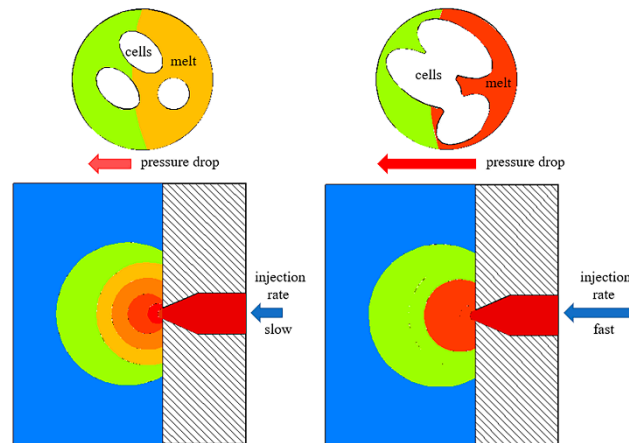 cells
melt
pressure drop
injection
rate
slow
cells
melt
pressure drop
injection
rate
fast